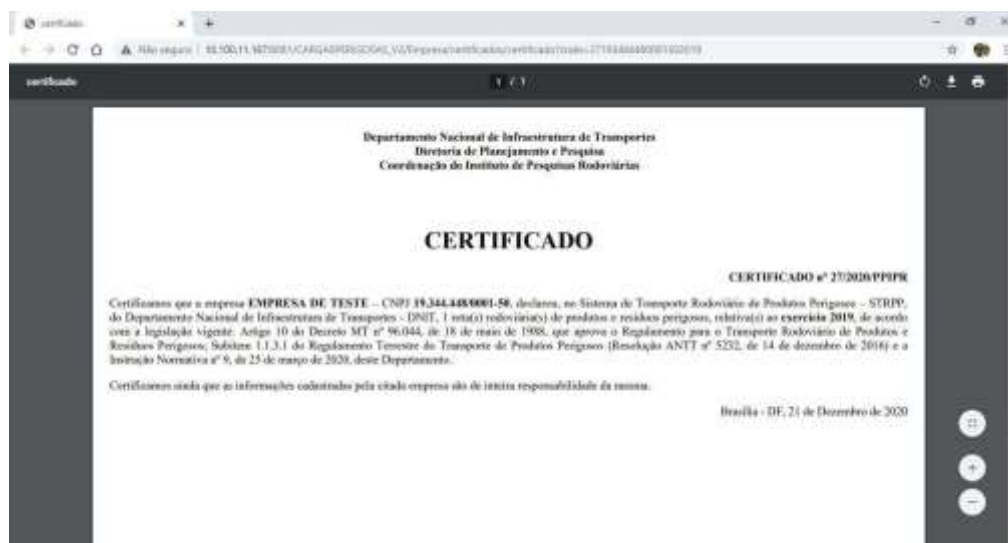 certificado
Não seguro
certificado
1 / 1
Departamento Nacional de Infraestrutura de Transportes
Diretoria de Planejamento e Pesquisa
Coordenação do Instituto de Pesquisas Rodoviárias
CERTIFICADO
CERTIFICADO nº 27/2020/PPIPR
Certificamos que a empresa EMPRESA DE TESTE – CNPJ 19.344.448/0001-50, declarou, no Sistema de Transporte Rodoviário de Produtos Perigosos – STRPP,
do Departamento Nacional de Infraestrutura de Transportes - DNIT, 1 rota(s) rodoviária(s) de produtos e resíduos perigosos, relativa(s) ao exercício 2019, de acordo
com a legislação vigente: Artigo 10 do Decreto MT nº 96.044, de 18 de maio de 1988, que aprova o Regulamento para o Transporte Rodoviário de Produtos e
Resíduos Perigosos; Subitem 1.1.3.1 do Regulamento Terrestre do Transporte de Produtos Perigosos (Resolução ANTT nº 5232, de 14 de dezembro de 2016) e a
Instrução Normativa nº 9, de 25 de março de 2020, deste Departamento.
Certificamos ainda que as informações cadastradas pela citada empresa são de inteira responsabilidade da mesma.
Brasília - DF, 21 de Dezembro de 2020